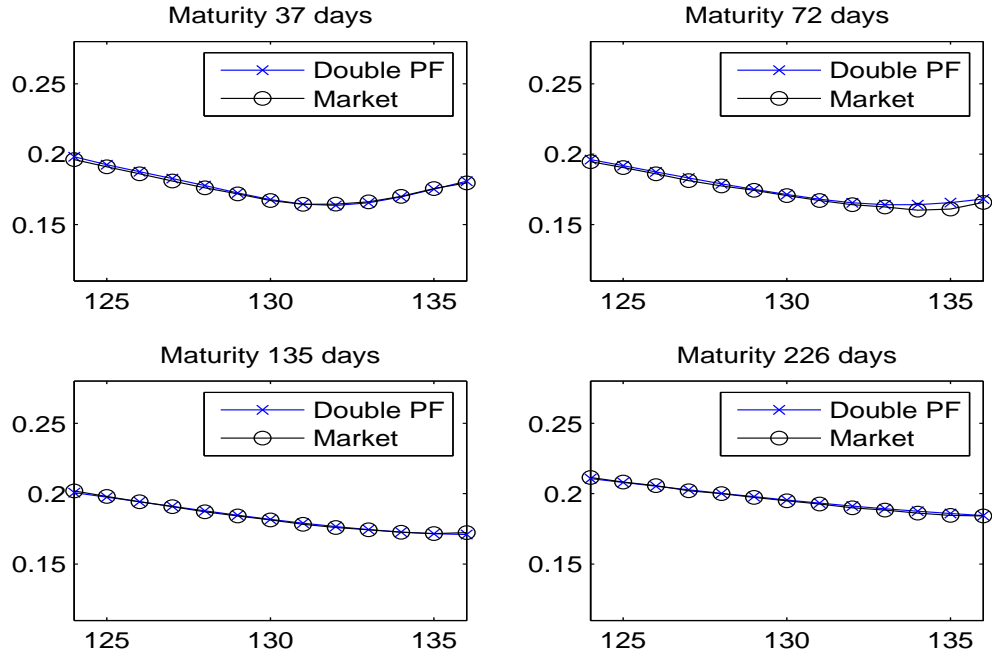 Maturity 37 days
0.25
0.2
0.15
125
130
135
Double PF
Market
Maturity 72 days
0.25
0.2
0.15
125
130
135
Double PF
Market
Maturity 135 days
0.25
0.2
0.15
125
130
135
Double PF
Market
Maturity 226 days
0.25
0.2
0.15
125
130
135
Double PF
Market